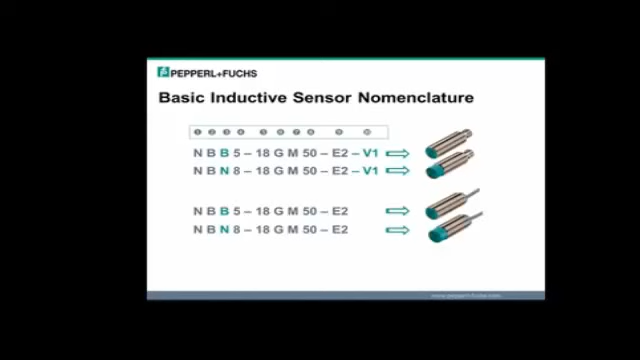 PEPPERL+FUCHS
Basic Inductive Sensor Nomenclature
N B B 5 – 18 G M 50 – E2 – V1
N B N 8 – 18 G M 50 – E2 – V1
N B B 5 – 18 G M 50 – E2
N B N 8 – 18 G M 50 – E2
www.pepperl-fuchs.com